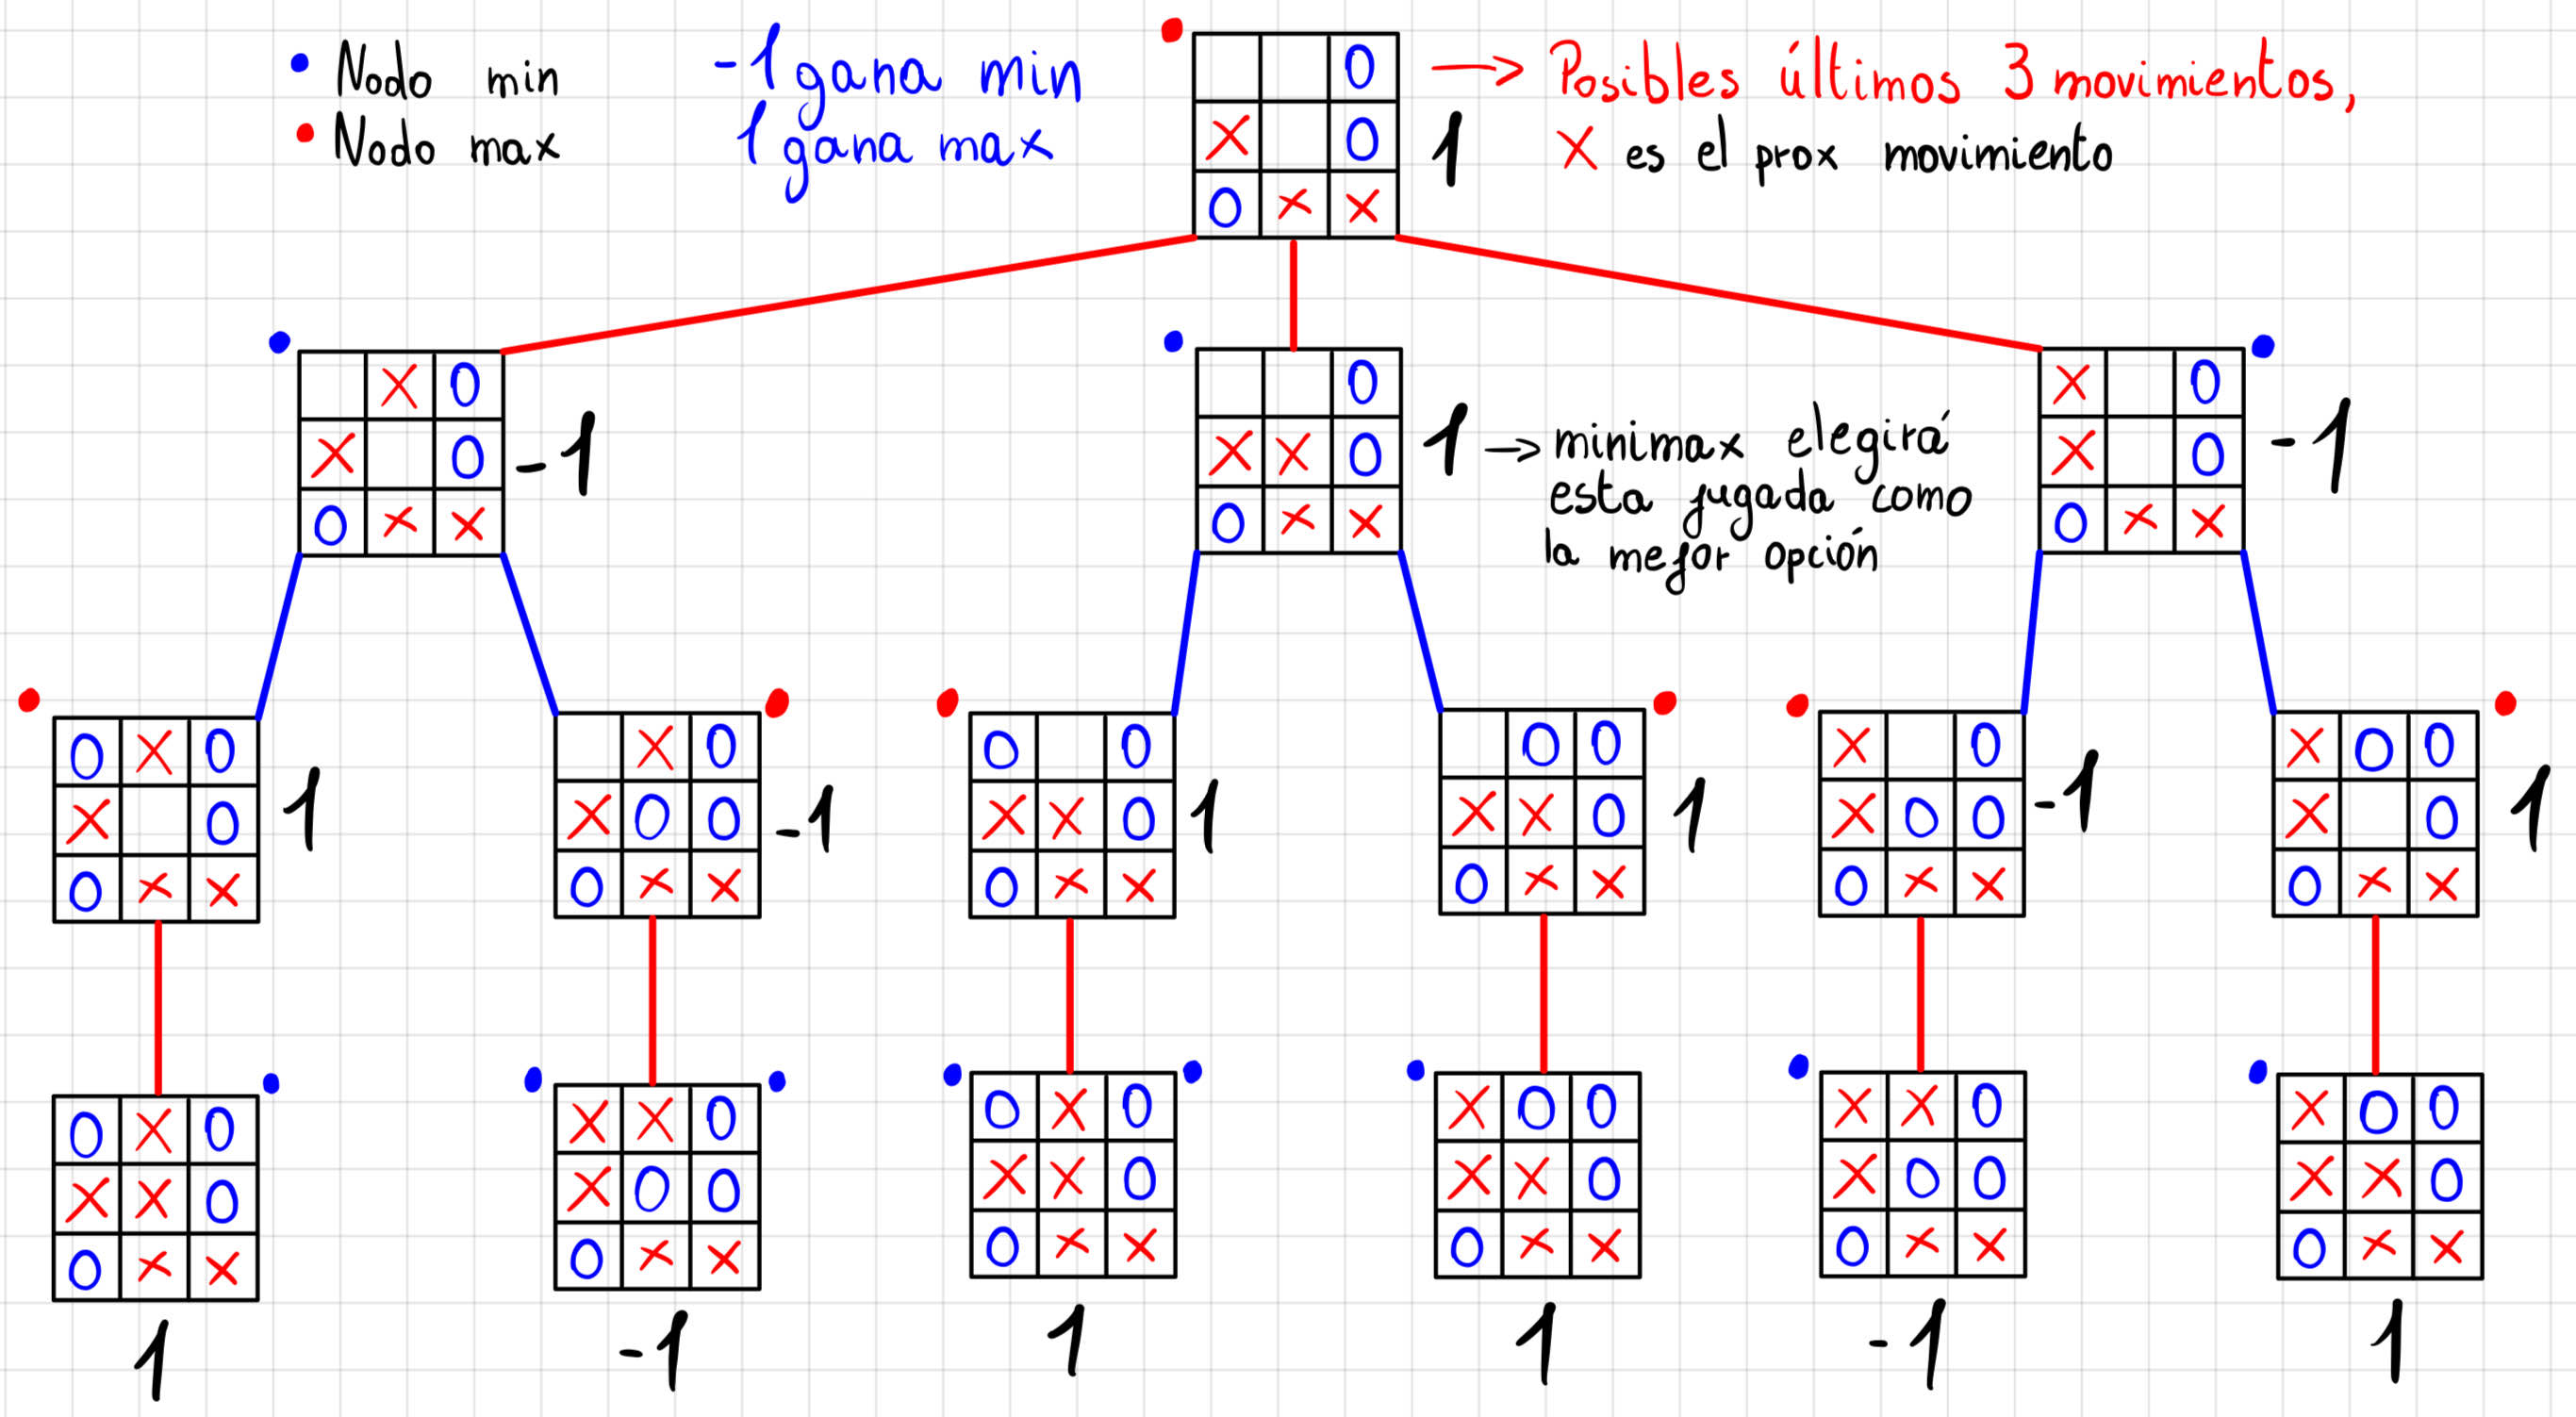 • Nodo min
• Nodo max
-1 gana min
1 gana max
O
X O
O X X
1
→ Posibles últimos 3 movimientos,
X es el prox movimiento
X O
X O
O X X
-1
O
X X O
O X X
1 → minimax elegirá
esta jugada como
la mejor opción
X O
X O
O X X
-1
O X O
X O
O X X
1
X O
X O O
O X X
-1
O O
X X O
O X X
1
O O
X X O
O X X
1
X O
X O O
O X X
-1
X O O
X O
O X X
1
O X O
X X O
O X X
1
X X O
X O O
O X X
-1
O X O
X X O
O X X
1
X O O
X X O
O X X
1
X X O
X O O
O X X
-1
X O O
X X O
O X X
1